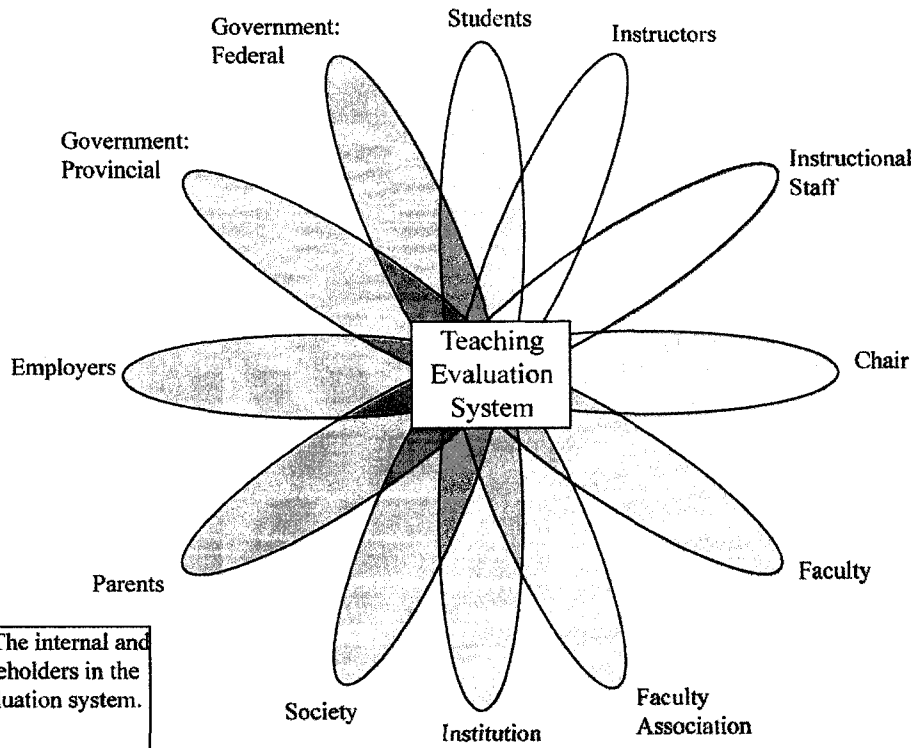 Students
Government:
Federal
Instructors
Government:
Provincial
Instructional
Staff
Teaching
Evaluation
System
Employers
Chair
Parents
Faculty
The internal and
eholders in the
uation system.
Society
Institution
Faculty
Association